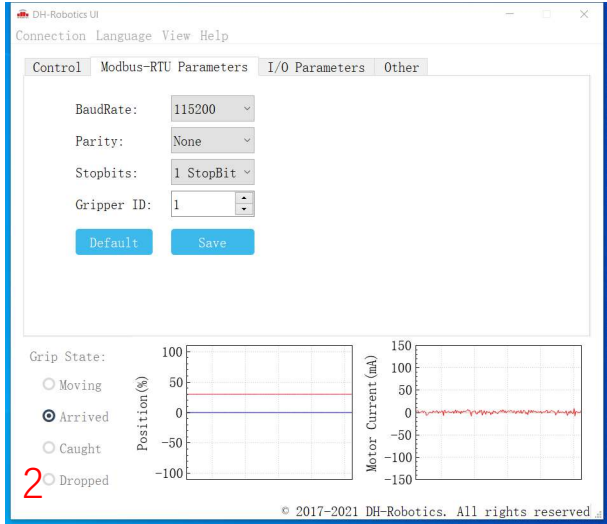 DH-Robotics UI
Connection Language View Help
Control Modbus-RTU Parameters I/O Parameters Other
BaudRate: 115200
Parity: None
Stopbits: 1 StopBit
Gripper ID: 1
Default Save
Grip State:
Moving
Arrived
Caught
Dropped
2
Position(%)
100
50
0
-50
-100
Motor Current(mA)
150
100
50
0
-50
-100
-150
© 2017-2021 DH-Robotics. All rights reserved